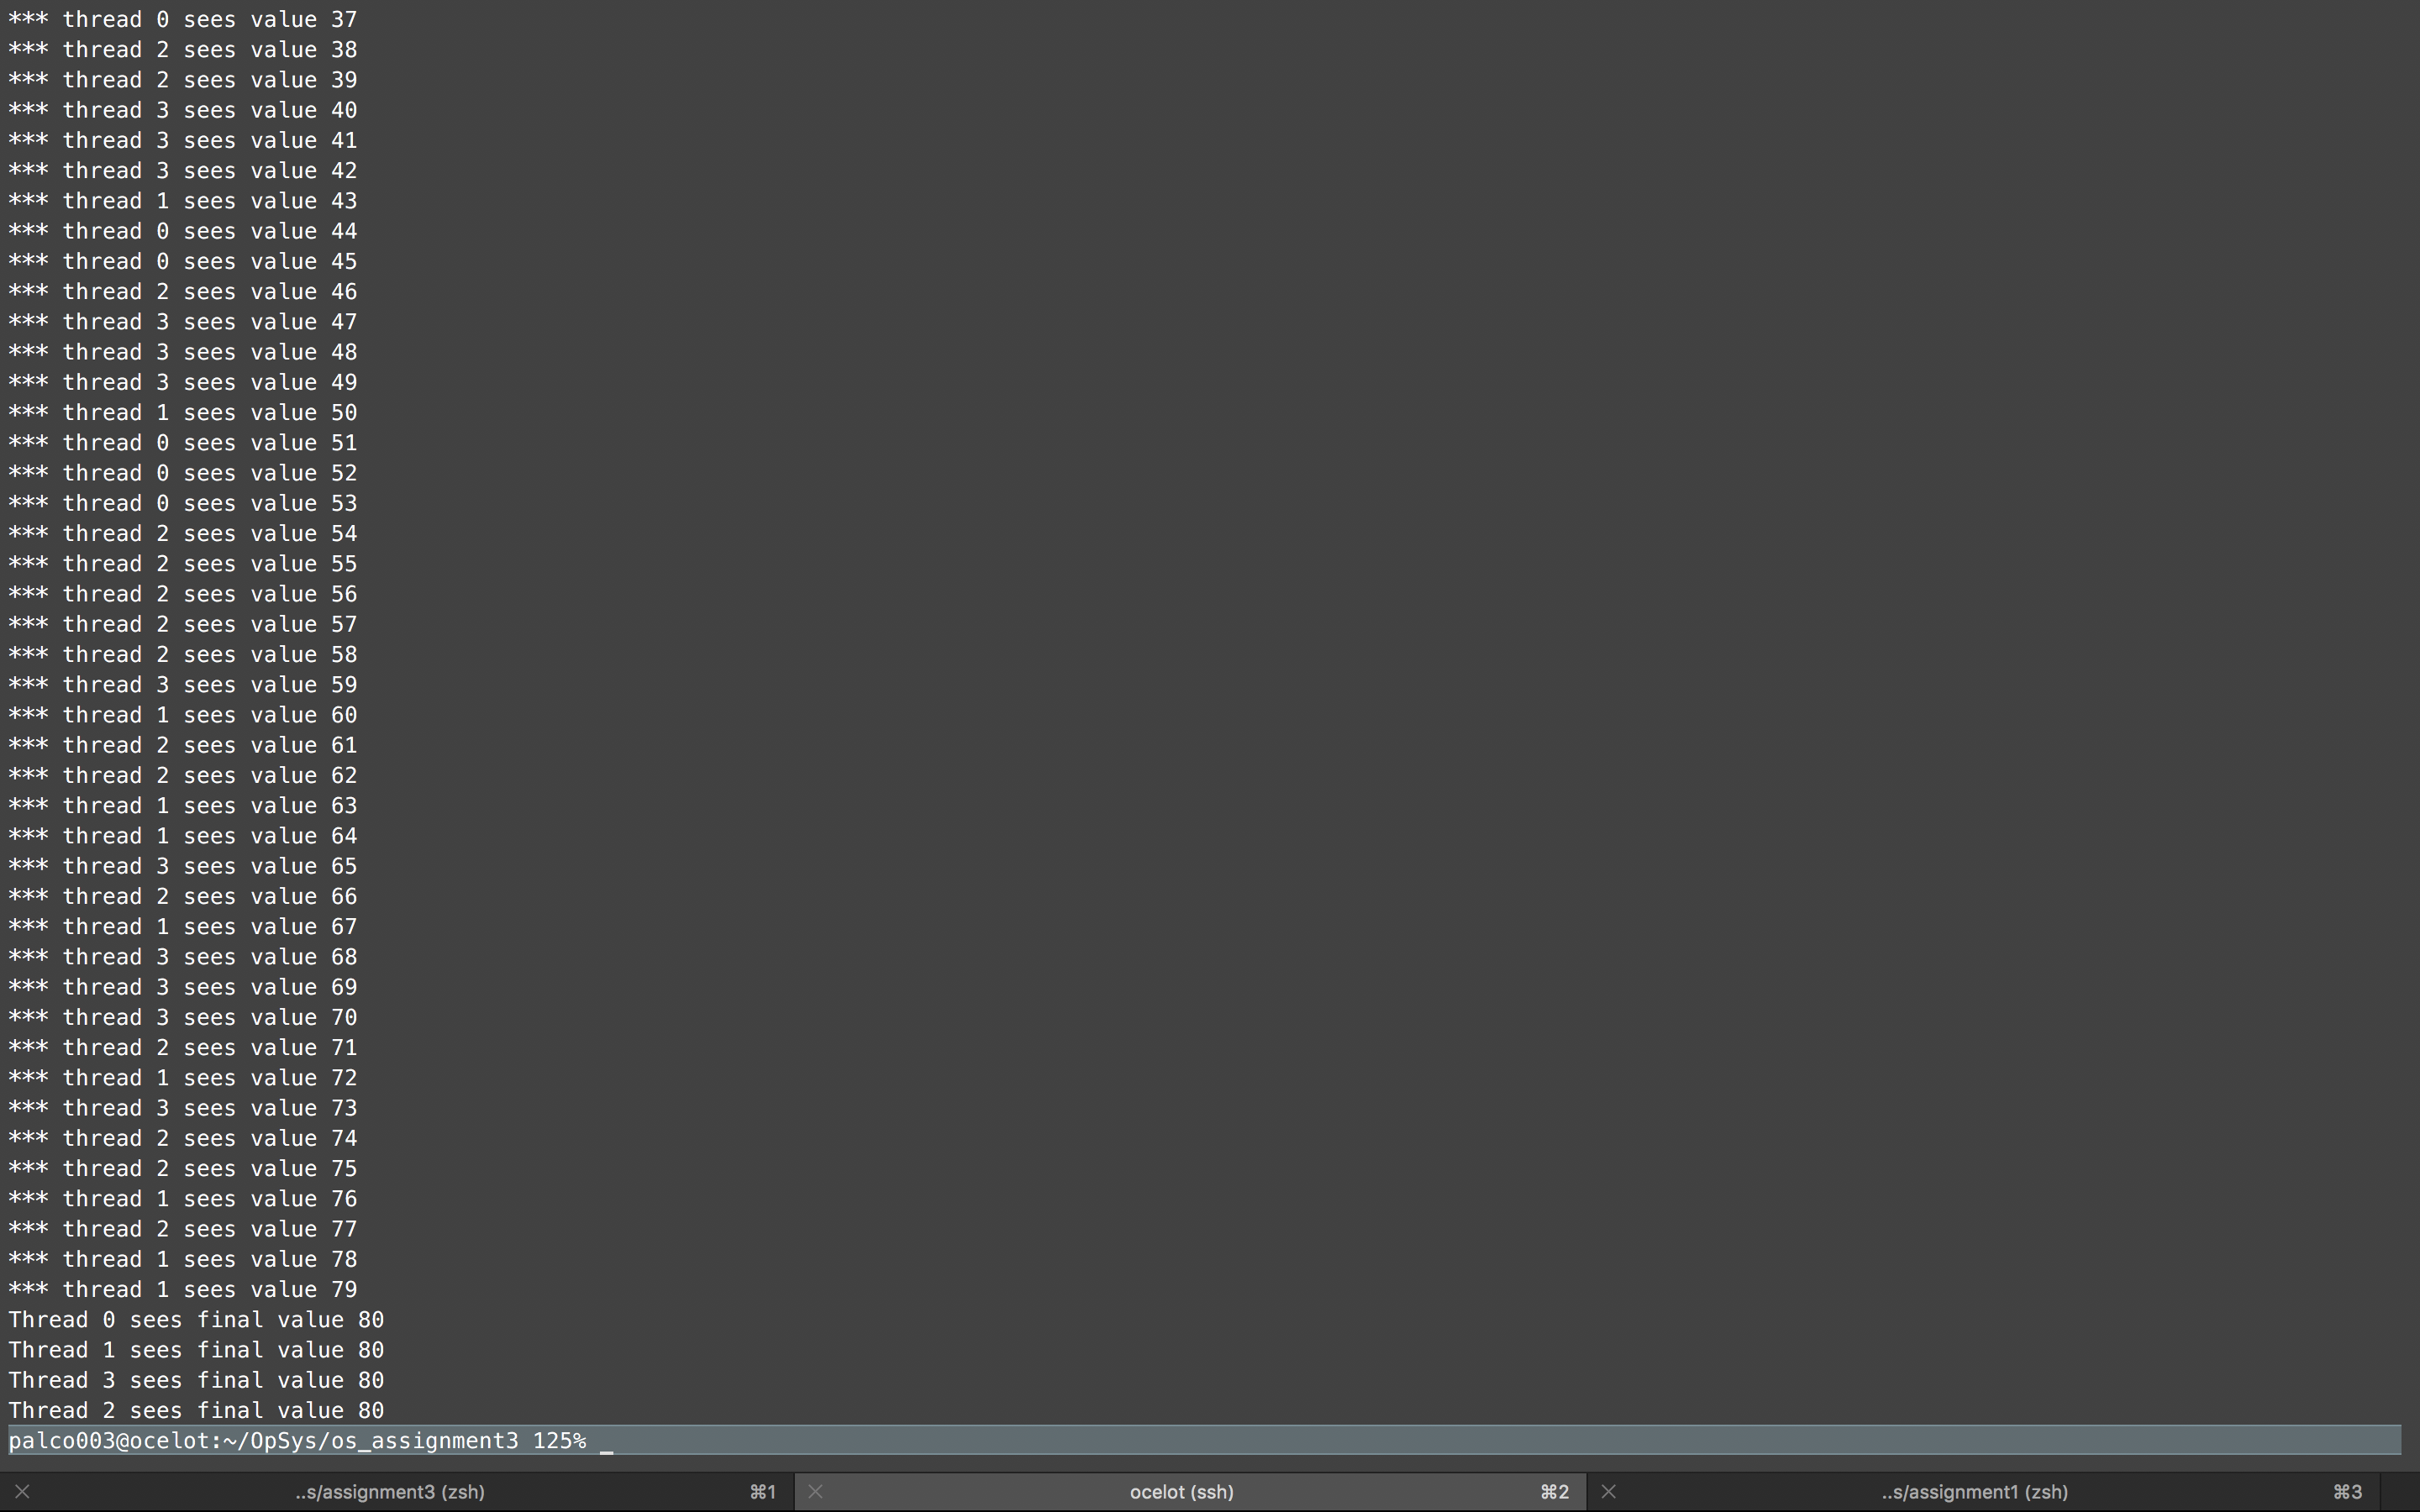 *** thread 0 sees value 37
*** thread 2 sees value 38
*** thread 2 sees value 39
*** thread 3 sees value 40
*** thread 3 sees value 41
*** thread 3 sees value 42
*** thread 1 sees value 43
*** thread 0 sees value 44
*** thread 0 sees value 45
*** thread 2 sees value 46
*** thread 3 sees value 47
*** thread 3 sees value 48
*** thread 3 sees value 49
*** thread 1 sees value 50
*** thread 0 sees value 51
*** thread 0 sees value 52
*** thread 0 sees value 53
*** thread 2 sees value 54
*** thread 2 sees value 55
*** thread 2 sees value 56
*** thread 2 sees value 57
*** thread 2 sees value 58
*** thread 3 sees value 59
*** thread 1 sees value 60
*** thread 2 sees value 61
*** thread 2 sees value 62
*** thread 1 sees value 63
*** thread 1 sees value 64
*** thread 3 sees value 65
*** thread 2 sees value 66
*** thread 1 sees value 67
*** thread 3 sees value 68
*** thread 3 sees value 69
*** thread 3 sees value 70
*** thread 2 sees value 71
*** thread 1 sees value 72
*** thread 3 sees value 73
*** thread 2 sees value 74
*** thread 2 sees value 75
*** thread 1 sees value 76
*** thread 2 sees value 77
*** thread 1 sees value 78
*** thread 1 sees value 79
Thread 0 sees final value 80
Thread 1 sees final value 80
Thread 3 sees final value 80
Thread 2 sees final value 80
palco003@ocelot:~/OpSys/os_assignment3 125% _
..s/assignment3 (zsh) ⌘1 ocelot (ssh) ⌘2 ..s/assignment1 (zsh) ⌘3